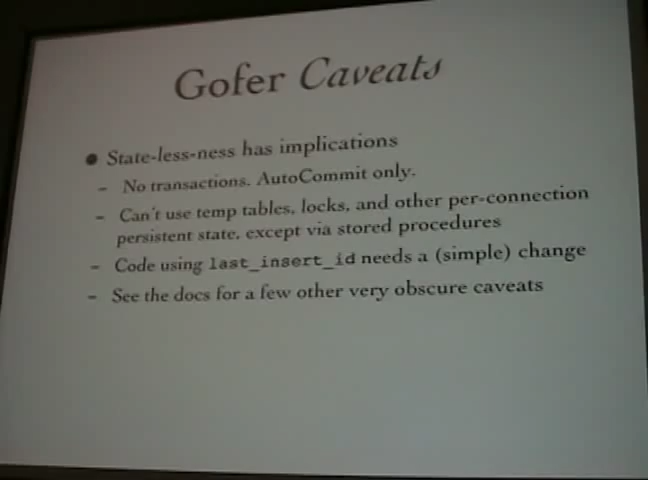 Gofer Caveats
● State-less-ness has implications
– No transactions. AutoCommit only.
– Can't use temp tables, locks, and other per-connection
persistent state, except via stored procedures
– Code using last_insert_id needs a (simple) change
– See the docs for a few other very obscure caveats